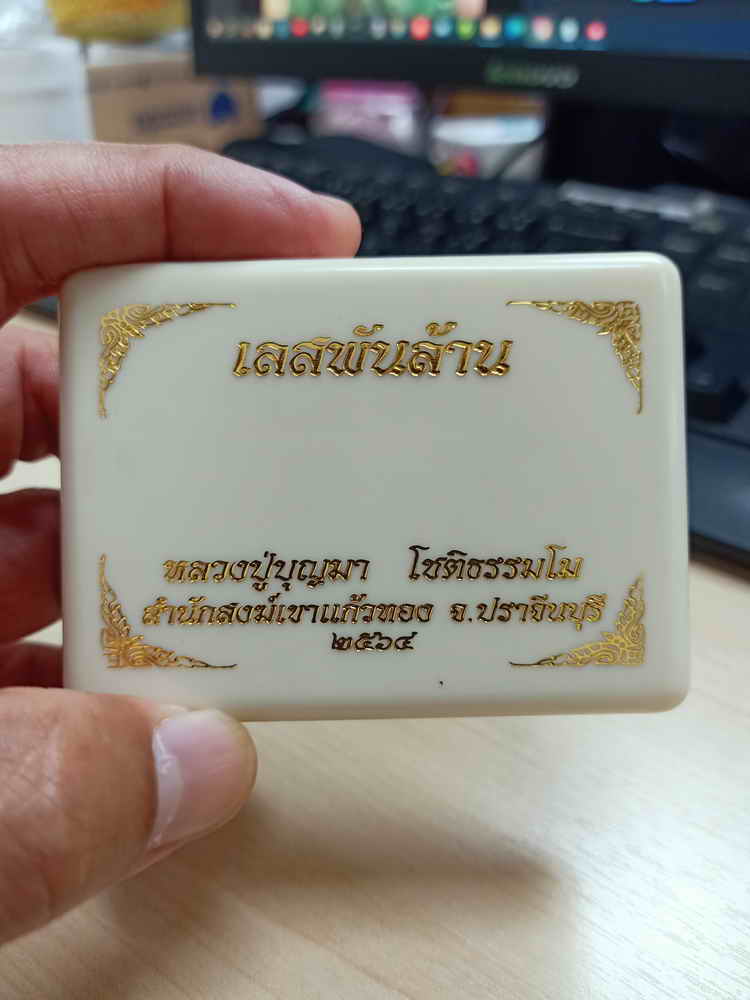 เลสพันล้าน
หลวงปู่บุญมา โชติธรรมโม
สำนักสงฆ์เขาแก้วทอง จ.ปราจีนบุรี
๒๕๖๔